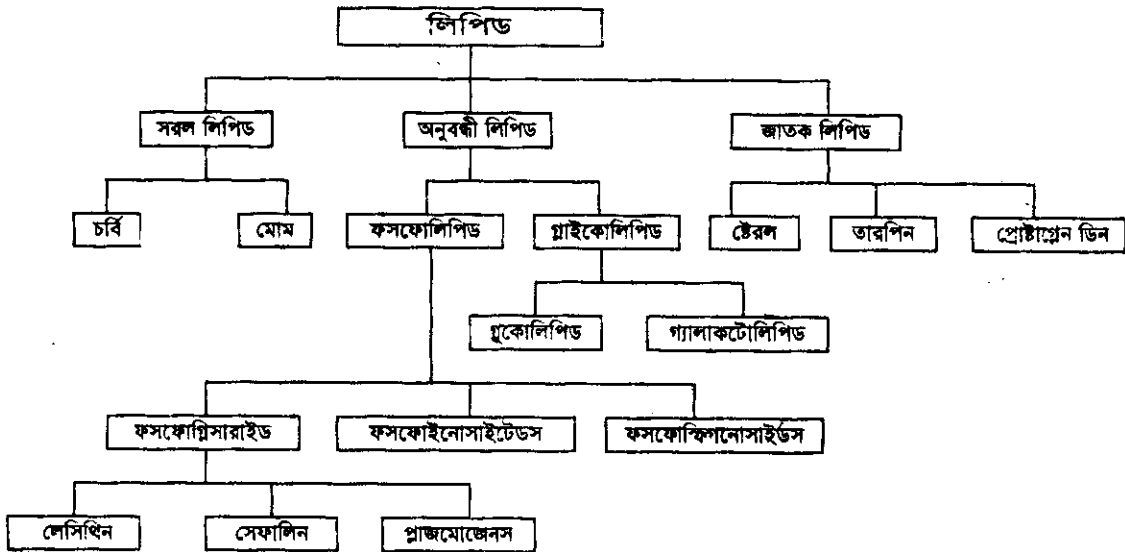 লিপিড
সরল লিপিড অনুবন্ধী লিপিড জাতক লিপিড
চর্বি মোম ফসফোলিপিড গ্লাইকোলিপিড ষ্টেরল তারপিন প্রোষ্টাগ্লেন ডিন
গ্লুকোলিপিড গ্যালাকটোলিপিড
ফসফোগ্লিসারাইড ফসফোইনোসাইটেডস ফসফোস্ফিগনোসাইডস
লেসিথিন সেফালিন প্লাজমোজেনস